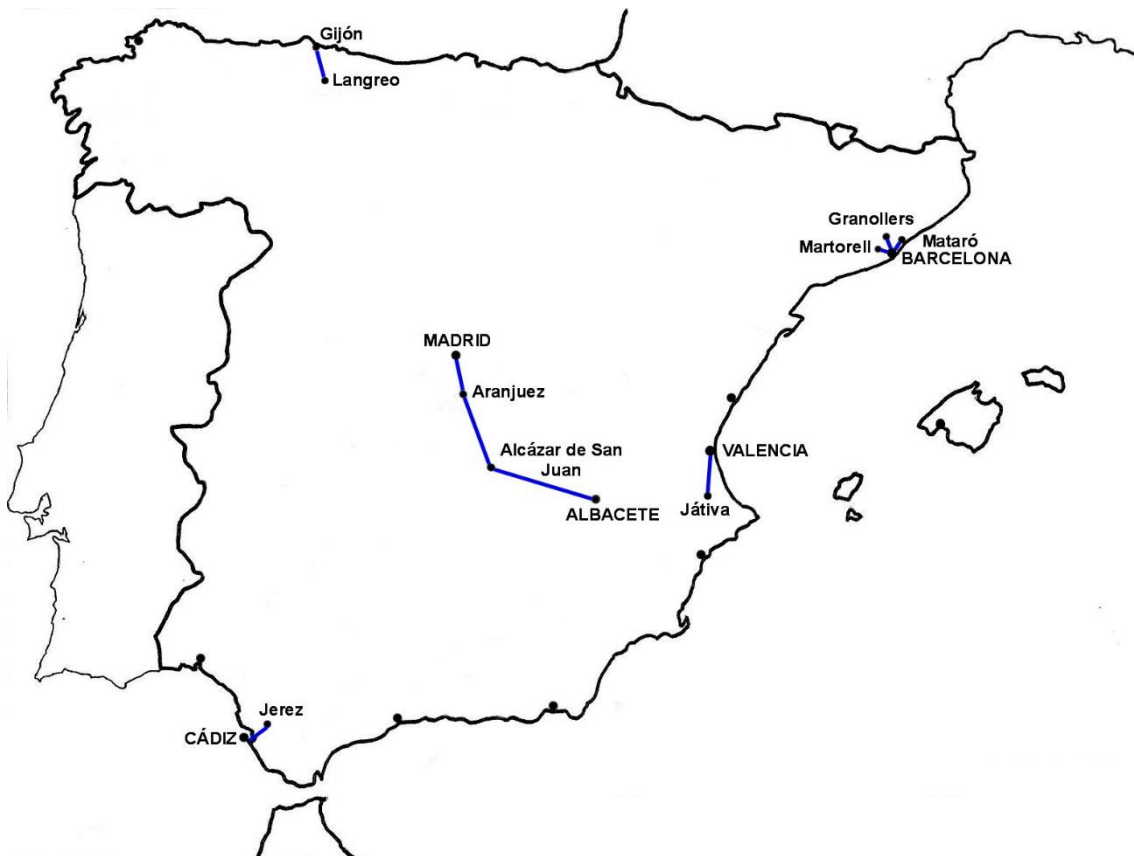 Gijón
Langreo
Granollers
Martorell
Mataró
BARCELONA
MADRID
Aranjuez
Alcázar de San
Juan
VALENCIA
ALBACETE
Játiva
Jerez
CÁDIZ